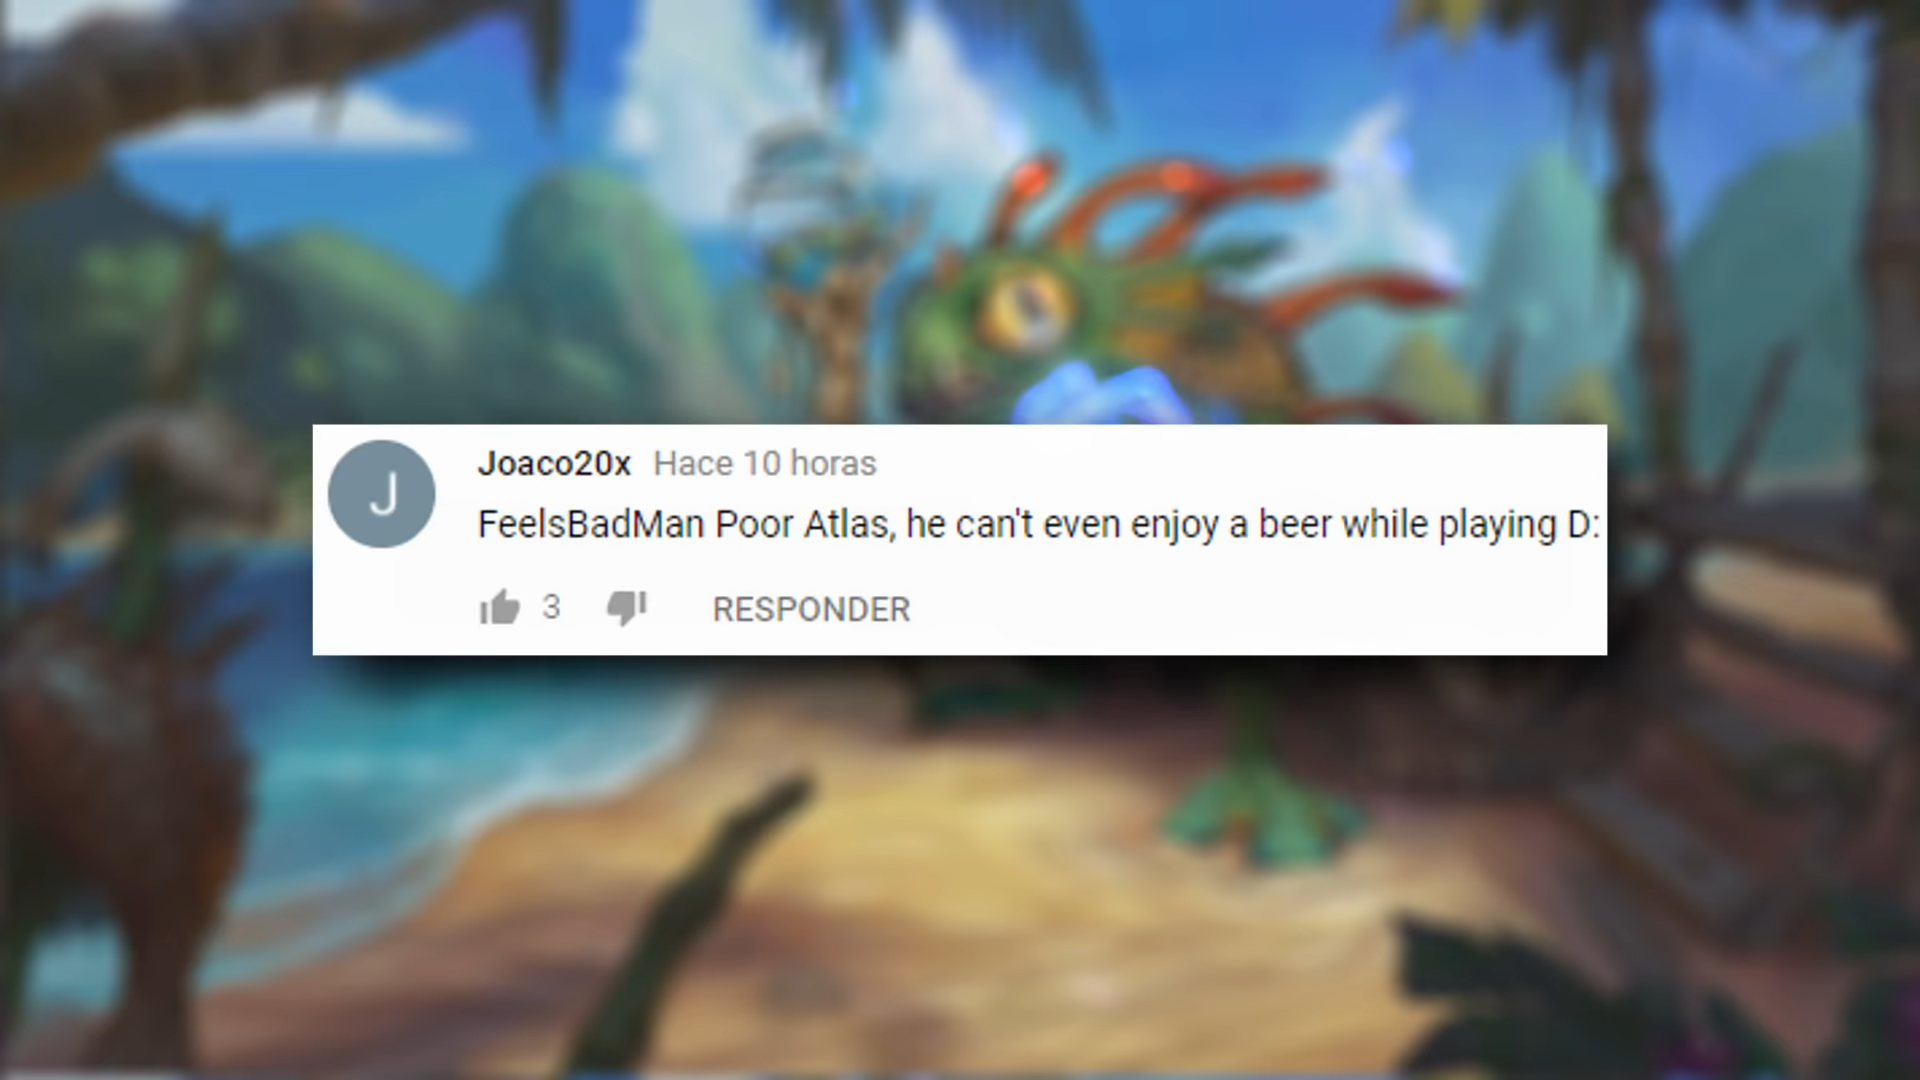 J
Joaco20x Hace 10 horas
FeelsBadMan Poor Atlas, he can't even enjoy a beer while playing D:
3 RESPONDER